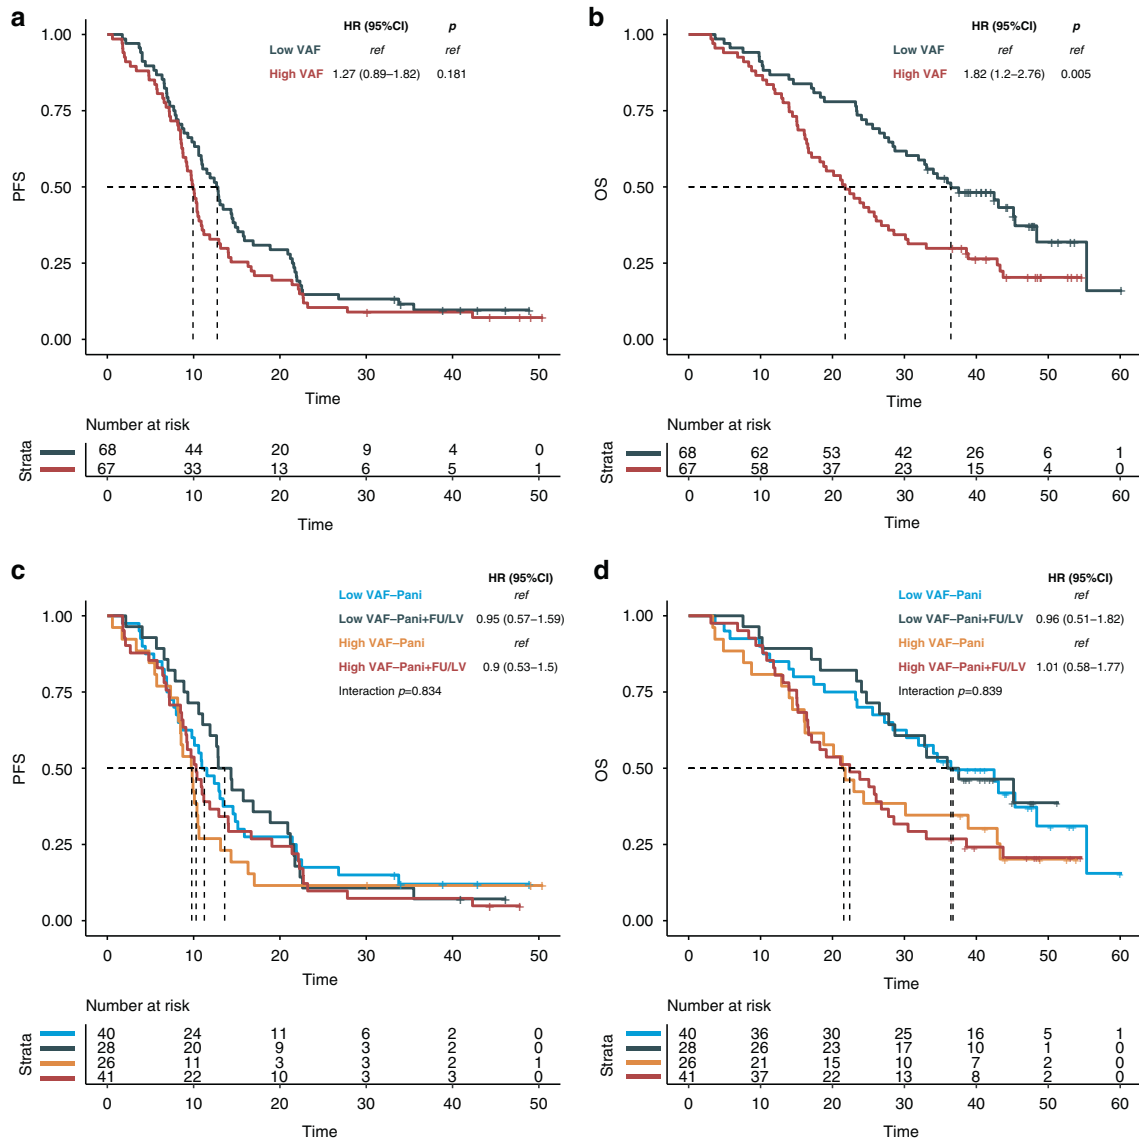 a
HR (95%CI) p
Low VAF ref ref
High VAF 1.27 (0.89–1.82) 0.181
1.00
0.75
0.50
0.25
0.00
PFS
0 10 20 30 40 50
Time
Number at risk
Strata
68 44 20 9 4 0
67 33 13 6 5 1
0 10 20 30 40 50
Time
b
HR (95%CI) p
Low VAF ref ref
High VAF 1.82 (1.2–2.76) 0.005
1.00
0.75
0.50
0.25
0.00
OS
0 10 20 30 40 50 60
Time
Number at risk
Strata
68 62 53 42 26 6 1
67 58 37 23 15 4 0
0 10 20 30 40 50 60
Time
c
HR (95%CI)
Low VAF–Pani ref
Low VAF–Pani+FU/LV 0.95 (0.57–1.59)
High VAF–Pani ref
High VAF–Pani+FU/LV 0.9 (0.53–1.5)
Interaction p=0.834
1.00
0.75
0.50
0.25
0.00
PFS
0 10 20 30 40 50
Time
Number at risk
Strata
40 24 11 6 2 0
28 20 9 3 2 0
26 11 3 3 2 1
41 22 10 3 3 0
0 10 20 30 40 50
Time
d
HR (95%CI)
Low VAF–Pani ref
Low VAF–Pani+FU/LV 0.96 (0.51–1.82)
High VAF–Pani ref
High VAF–Pani+FU/LV 1.01 (0.58–1.77)
Interaction p=0.839
1.00
0.75
0.50
0.25
0.00
OS
0 10 20 30 40 50 60
Time
Number at risk
Strata
40 36 30 25 16 5 1
28 26 23 17 10 1 0
26 21 15 10 7 2 0
41 37 22 13 8 2 0
0 10 20 30 40 50 60
Time